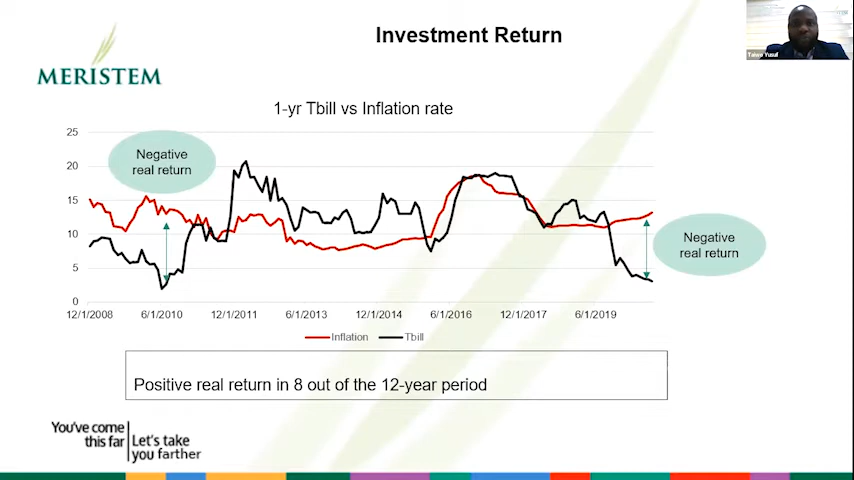 Investment Return
MERISTEM
Taiwo Yusuf
1-yr Tbill vs Inflation rate
25
20
15
10
5
0
Negative
real return
Negative
real return
12/1/2008 6/1/2010 12/1/2011 6/1/2013 12/1/2014 6/1/2016 12/1/2017 6/1/2019
Inflation Tbill
Positive real return in 8 out of the 12-year period
You've come
this far
Let's take
you farther